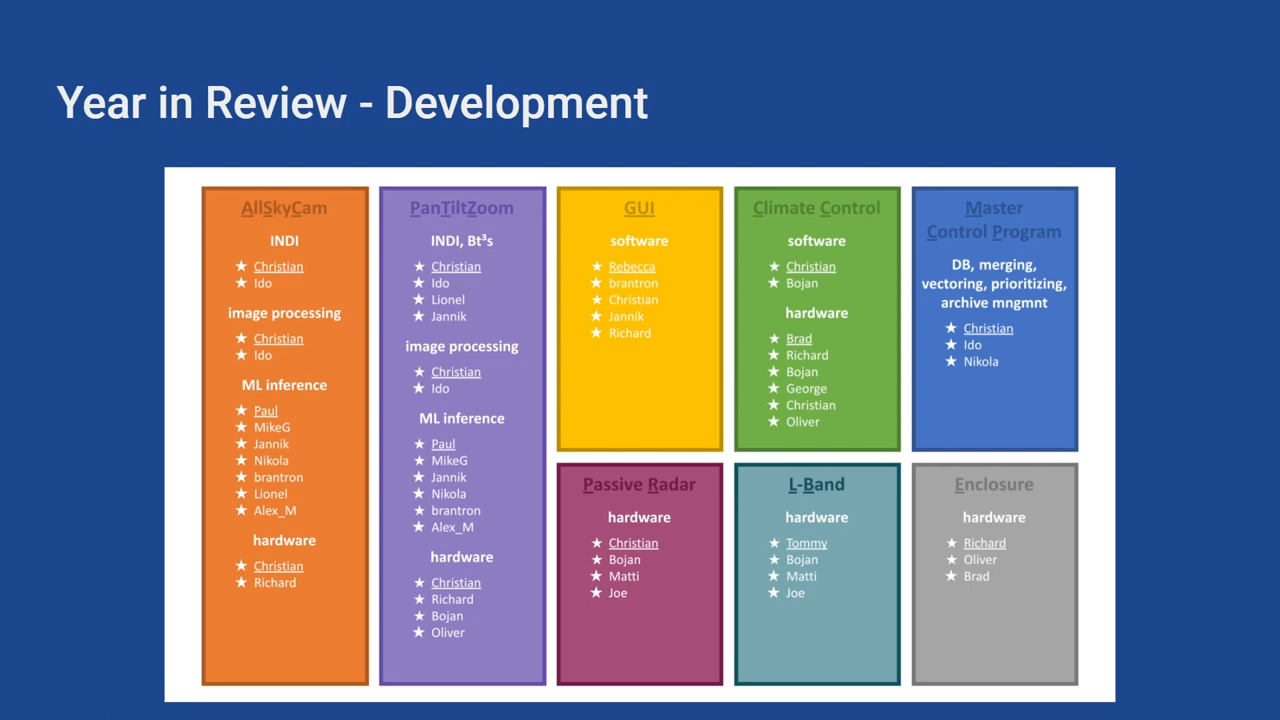 Year in Review - Development
AllSkyCam
INDI
★ Christian
★ Ido
image processing
★ Christian
★ Ido
ML inference
★ Paul
★ MikeG
★ Jannik
★ Nikola
★ brantron
★ Lionel
★ Alex_M
hardware
★ Christian
★ Richard
PanTiltZoom
INDI, Bt³s
★ Christian
★ Ido
★ Lionel
★ Jannik
image processing
★ Christian
★ Ido
ML inference
★ Paul
★ MikeG
★ Jannik
★ Nikola
★ brantron
★ Alex_M
hardware
★ Christian
★ Richard
★ Bojan
★ Oliver
GUI
software
★ Rebecca
★ brantron
★ Christian
★ Jannik
★ Richard
Climate Control
software
★ Christian
★ Bojan
hardware
★ Brad
★ Richard
★ Bojan
★ George
★ Christian
★ Oliver
Master
Control Program
DB, merging,
vectoring, prioritizing,
archive mngmnt
★ Christian
★ Ido
★ Nikola
Passive Radar
hardware
★ Christian
★ Bojan
★ Matti
★ Joe
L-Band
hardware
★ Tommy
★ Bojan
★ Matti
★ Joe
Enclosure
hardware
★ Richard
★ Oliver
★ Brad